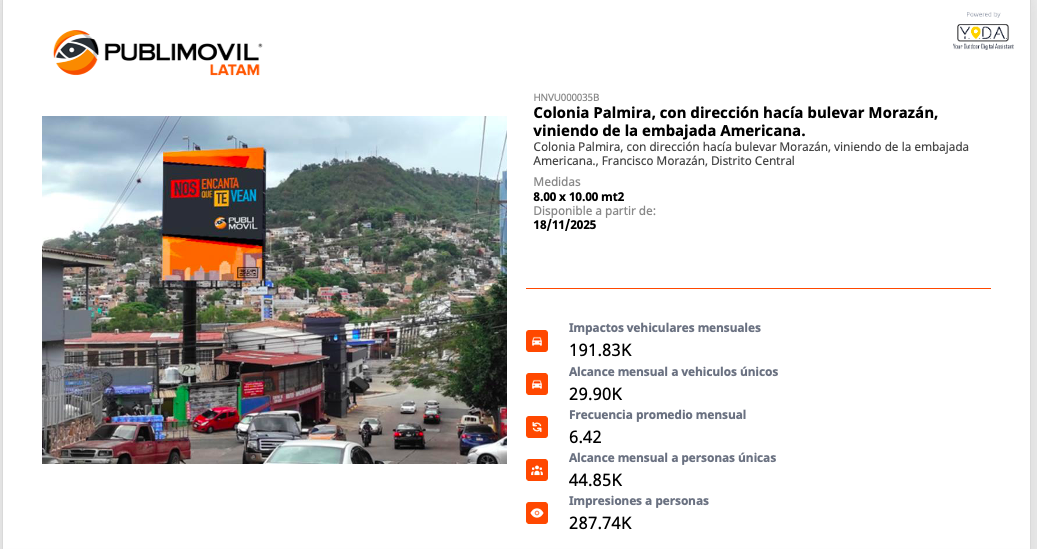 PUBLIMOVIL
LATAM
Powered by
YODA
Your Outdoor Digital Assistant
HNVU000035B
Colonia Palmira, con dirección hacía bulevar Morazán,
viniendo de la embajada Americana.
Colonia Palmira, con dirección hacía bulevar Morazán, viniendo de la embajada
Americana., Francisco Morazán, Distrito Central
Medidas
8.00 x 10.00 mt2
Disponible a partir de:
18/11/2025
NOS ENCANTA
QUE TE VEAN
PUBLI
MOVIL
Impactos vehiculares mensuales
191.83K
Alcance mensual a vehiculos únicos
29.90K
Frecuencia promedio mensual
6.42
Alcance mensual a personas únicas
44.85K
Impresiones a personas
287.74K